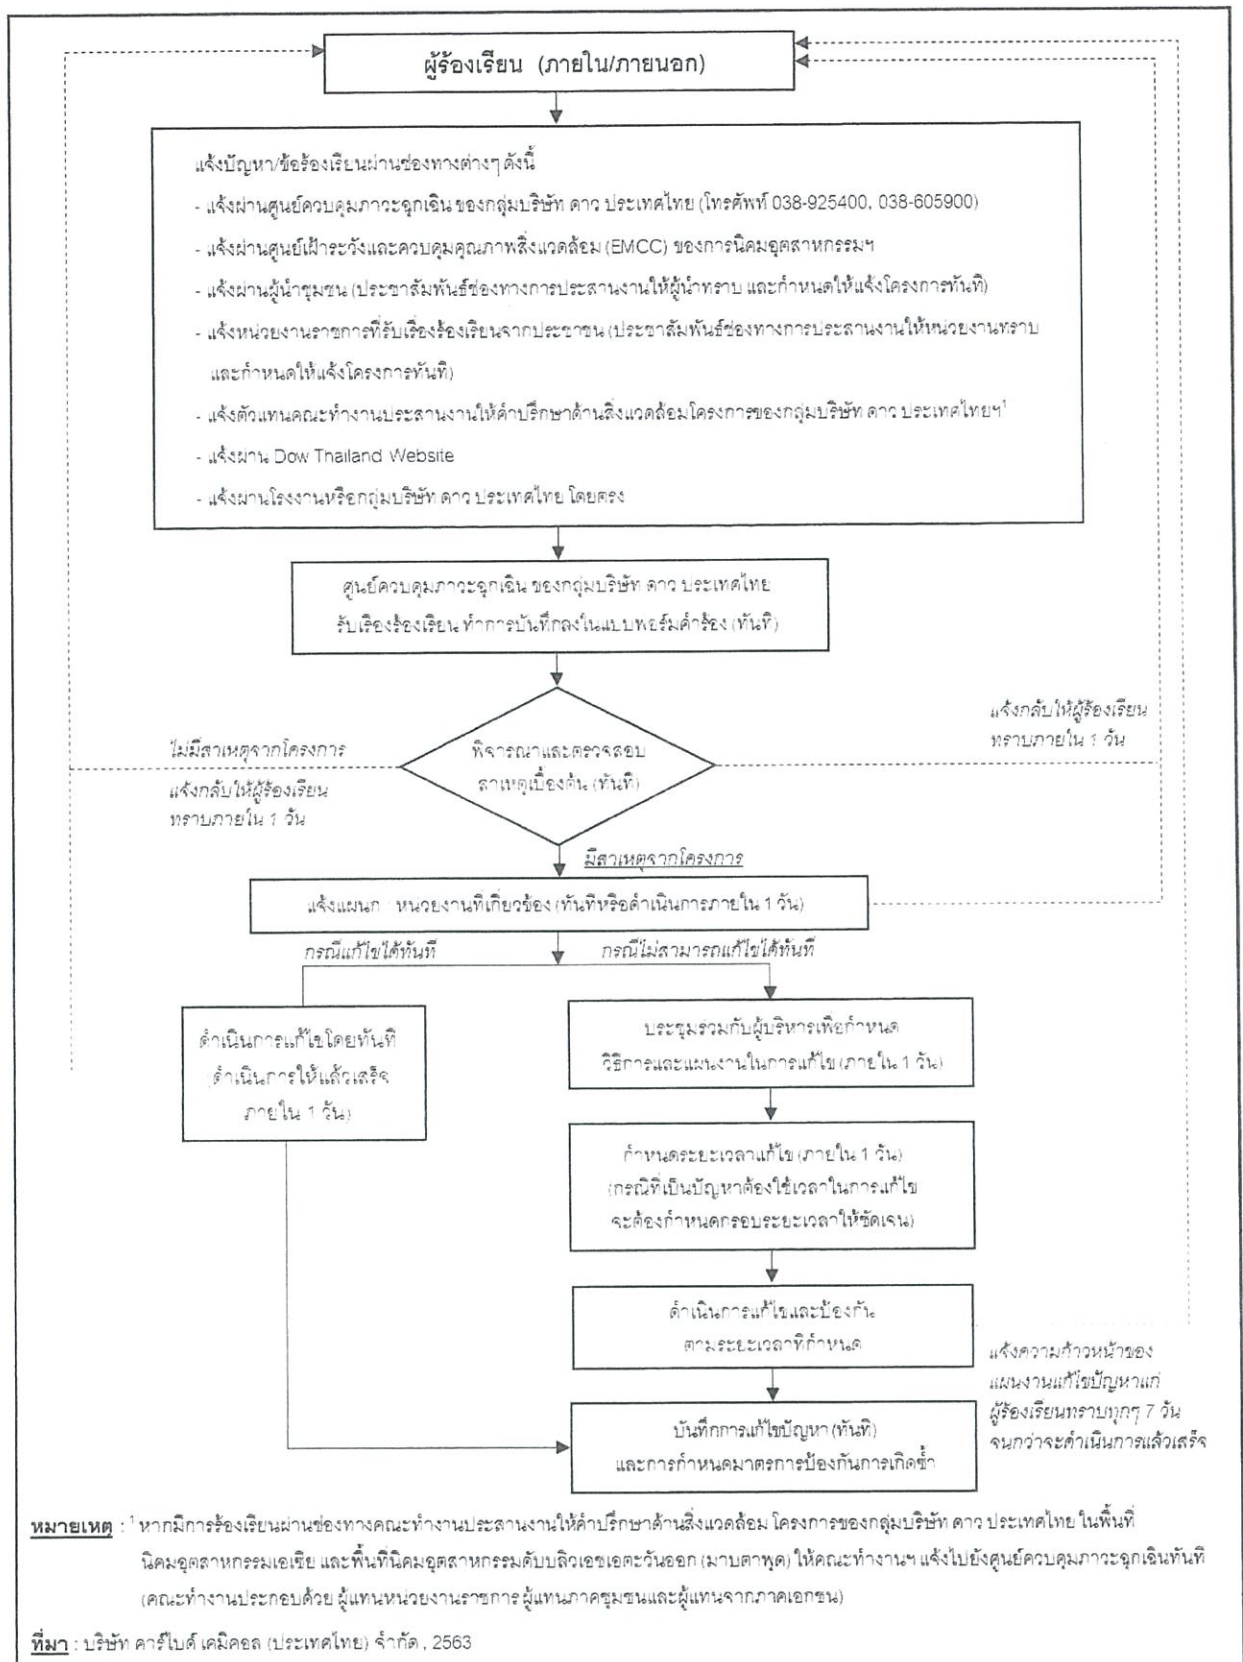 ผู้ร้องเรียน (ภายใน/ภายนอก)
แจ้งปัญหา/ข้อร้องเรียนผ่านช่องทางต่างๆ ดังนี้
- แจ้งผ่านศูนย์ควบคุมภาวะฉุกเฉิน ของกลุ่มบริษัท ดาว ประเทศไทย (โทรศัพท์ 038-925400, 038-605900)
- แจ้งผ่านศูนย์เฝ้าระวังและควบคุมคุณภาพสิ่งแวดล้อม (EMCC) ของการนิคมอุตสาหกรรมฯ
- แจ้งผ่านผู้นำชุมชน (ประชาสัมพันธ์ช่องทางการประสานงานให้ผู้นำทราบ และกำหนดให้แจ้งโครงการทันที)
- แจ้งหน่วยงานราชการที่รับเรื่องร้องเรียนจากประชาชน (ประชาสัมพันธ์ช่องทางการประสานงานให้หน่วยงานทราบ
และกำหนดให้แจ้งโครงการทันที)
- แจ้งตัวแทนคณะทำงานประสานงานให้คำปรึกษาด้านสิ่งแวดล้อมโครงการของกลุ่มบริษัท ดาว ประเทศไทยฯ¹
- แจ้งผ่าน Dow Thailand Website
- แจ้งผ่านโรงงานหรือกลุ่มบริษัท ดาว ประเทศไทย โดยตรง
ศูนย์ควบคุมภาวะฉุกเฉิน ของกลุ่มบริษัท ดาว ประเทศไทย
รับเรื่องร้องเรียน ทำการบันทึกลงในแบบฟอร์มคำร้อง (ทันที)
พิจารณาและตรวจสอบ
สาเหตุเบื้องต้น (ทันที)
ไม่มีสาเหตุจากโครงการ
แจ้งกลับให้ผู้ร้องเรียน
ทราบภายใน 1 วัน
แจ้งกลับให้ผู้ร้องเรียน
ทราบภายใน 1 วัน
มีสาเหตุจากโครงการ
แจ้งแผนก : หน่วยงานที่เกี่ยวข้อง (ทันทีหรือดำเนินการภายใน 1 วัน)
กรณีแก้ไขได้ทันที
กรณีไม่สามารถแก้ไขได้ทันที
ดำเนินการแก้ไขโดยทันที
(ดำเนินการให้แล้วเสร็จ
ภายใน 1 วัน)
ประชุมร่วมกับผู้บริหารเพื่อกำหนด
วิธีการและแผนงานในการแก้ไข (ภายใน 1 วัน)
กำหนดระยะเวลาแก้ไข (ภายใน 1 วัน)
(กรณีที่เป็นปัญหาต้องใช้เวลาในการแก้ไข
จะต้องกำหนดกรอบระยะเวลาให้ชัดเจน)
ดำเนินการแก้ไขและป้องกัน
ตามระยะเวลาที่กำหนด
แจ้งความก้าวหน้าของ
แผนงานแก้ไขปัญหาแก่
ผู้ร้องเรียนทราบทุกๆ 7 วัน
จนกว่าจะดำเนินการแล้วเสร็จ
บันทึกการแก้ไขปัญหา (ทันที)
และการกำหนดมาตรการป้องกันการเกิดซ้ำ
หมายเหตุ : ¹ หากมีการร้องเรียนผ่านช่องทางคณะทำงานประสานงานให้คำปรึกษาด้านสิ่งแวดล้อม โครงการของกลุ่มบริษัท ดาว ประเทศไทย ในพื้นที่
นิคมอุตสาหกรรมเอเชีย และพื้นที่นิคมอุตสาหกรรมดับบลิวเอชเอตะวันออก (มาบตาพุด) ให้คณะทำงานฯ แจ้งไปยังศูนย์ควบคุมภาวะฉุกเฉินทันที
(คณะทำงานประกอบด้วย ผู้แทนหน่วยงานราชการ ผู้แทนภาคชุมชนและผู้แทนจากภาคเอกชน)
ที่มา : บริษัท คาร์ไบด์ เคมิคอล (ประเทศไทย) จำกัด, 2563